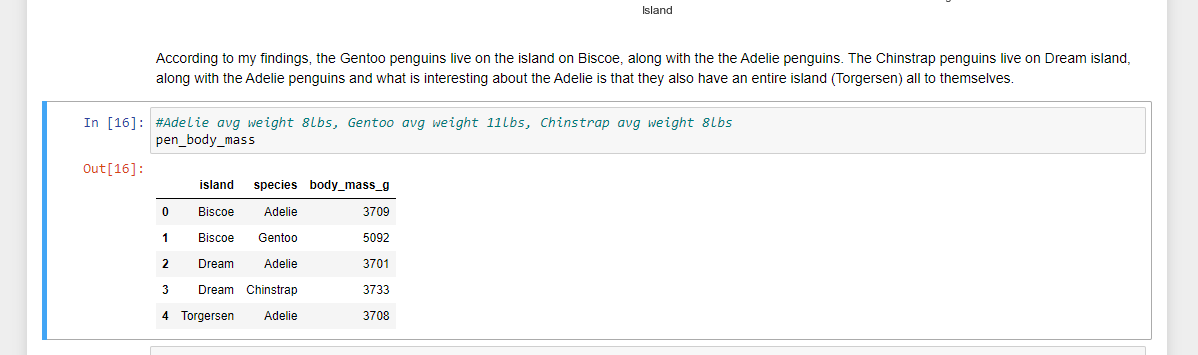 Island
According to my findings, the Gentoo penguins live on the island on Biscoe, along with the the Adelie penguins. The Chinstrap penguins live on Dream island,
along with the Adelie penguins and what is interesting about the Adelie is that they also have an entire island (Torgersen) all to themselves.
In [16]: #Adelie avg weight 8lbs, Gentoo avg weight 11lbs, Chinstrap avg weight 8lbs
pen_body_mass
Out[16]:
island species body_mass_g
0 Biscoe Adelie 3709
1 Biscoe Gentoo 5092
2 Dream Adelie 3701
3 Dream Chinstrap 3733
4 Torgersen Adelie 3708